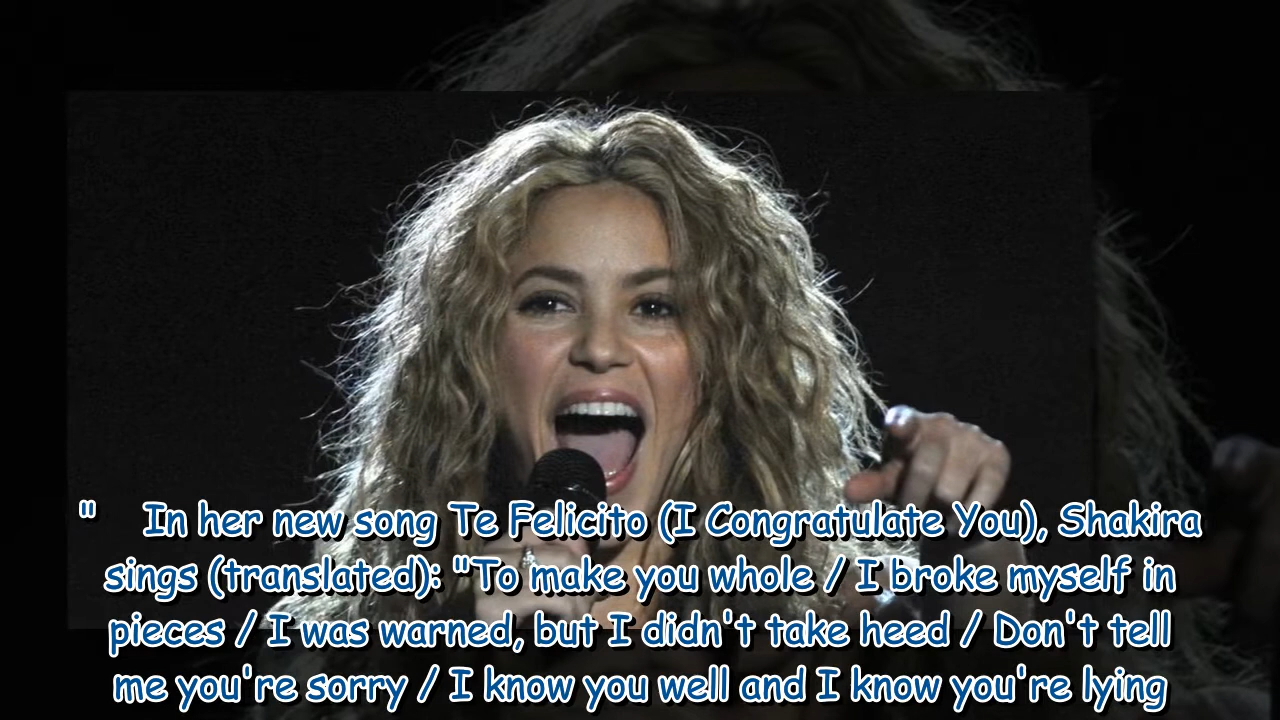 " In her new song Te Felicito (I Congratulate You), Shakira
sings (translated): "To make you whole / I broke myself in
pieces / I was warned, but I didn't take heed / Don't tell
me you're sorry / I know you well and I know you're lying